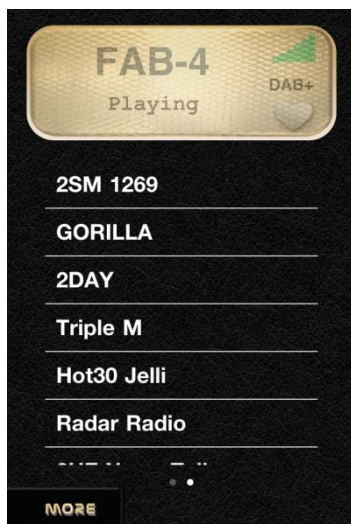 FAB-4
Playing
DAB+
2SM 1269
GORILLA
2DAY
Triple M
Hot30 Jelli
Radar Radio
MORE